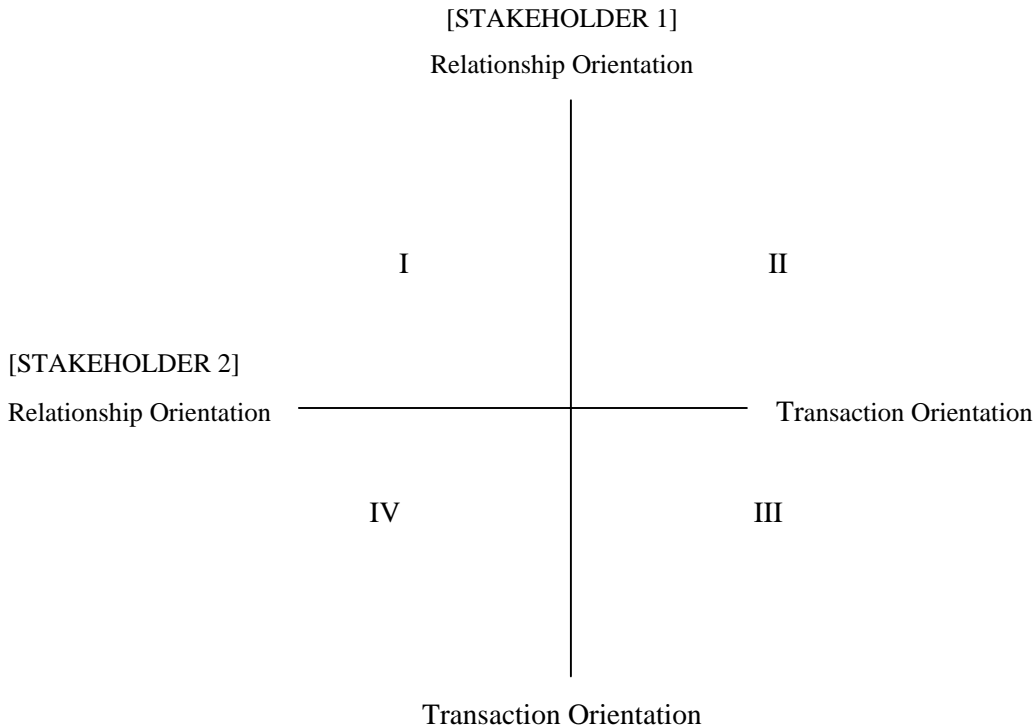 [STAKEHOLDER 1]
Relationship Orientation
I
II
[STAKEHOLDER 2]
Relationship Orientation
Transaction Orientation
IV
III
Transaction Orientation